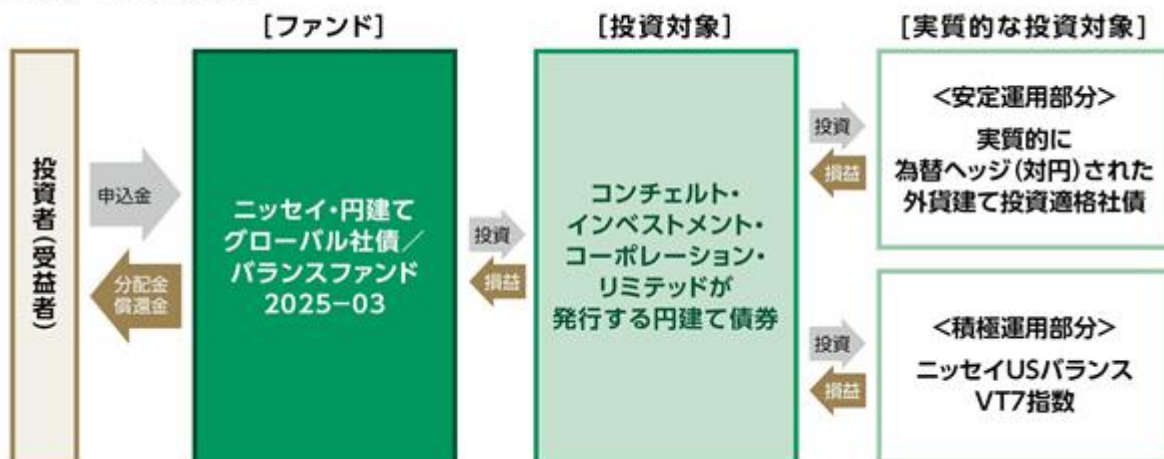 [ファンド]
[投資対象]
[実質的な投資対象]
投資者(受益者)
申込金
分配金
償還金
ニッセイ・円建て
グローバル社債/
バランスファンド
2025-03
投資
損益
コンチェルト・
インベストメント・
コーポレーション・
リミテッドが
発行する円建て債券
投資
損益
<安定運用部分>
実質的に
為替ヘッジ(対円)された
外貨建て投資適格社債
投資
損益
<積極運用部分>
ニッセイUSバランス
VT7指数